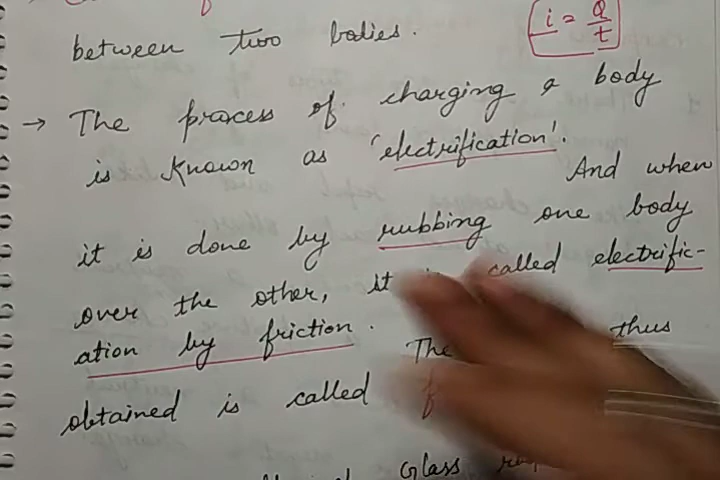 between two bodies.
i = Q/t
→ The process of charging a body
is known as 'electrification'.
And when
it is done by rubbing one body
over the other, it called electrific-
ation by friction. The thus
obtained is called
Glass